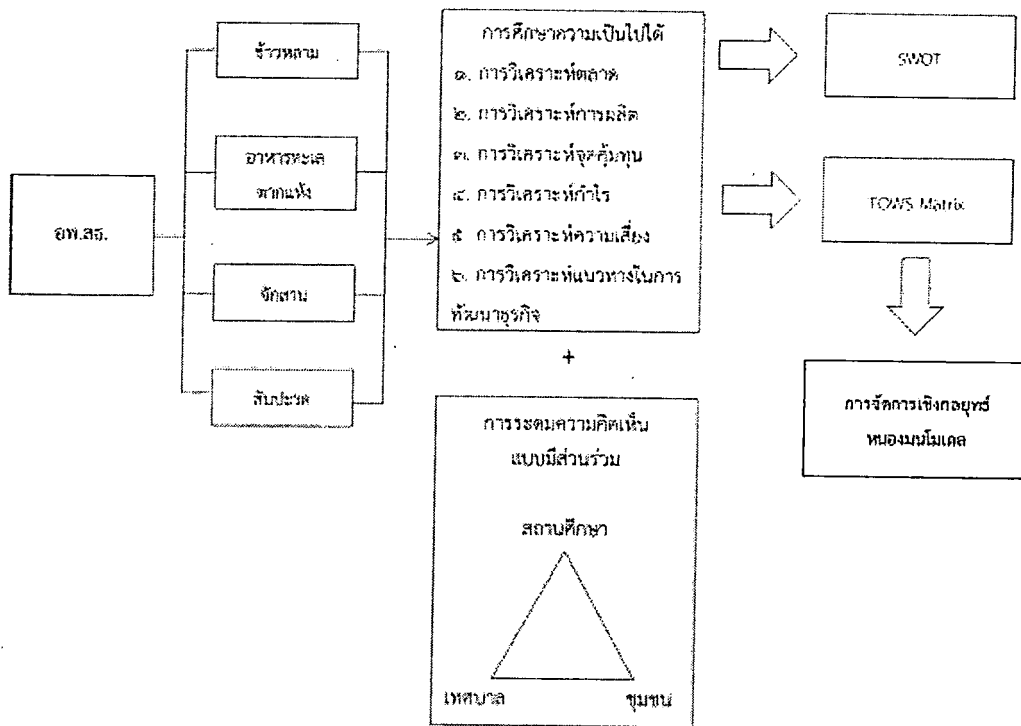 อพ.สธ.
ข้าวหลาม
อาหารทะเล
ตากแห้ง
จักสาน
สับปะรด
การศึกษาความเป็นไปได้
๑. การวิเคราะห์ตลาด
๒. การวิเคราะห์การผลิต
๓. การวิเคราะห์จุดคุ้มทุน
๔. การวิเคราะห์กำไร
๕ การวิเคราะห์ความเสี่ยง
๖. การวิเคราะห์แนวทางในการ
พัฒนาธุรกิจ
+
การระดมความคิดเห็น
แบบมีส่วนร่วม
สถานศึกษา
เทศบาล
ชุมชน
SWOT
TOWS Matrix
การจัดการเชิงกลยุทธ์
หนองมนโมเดล